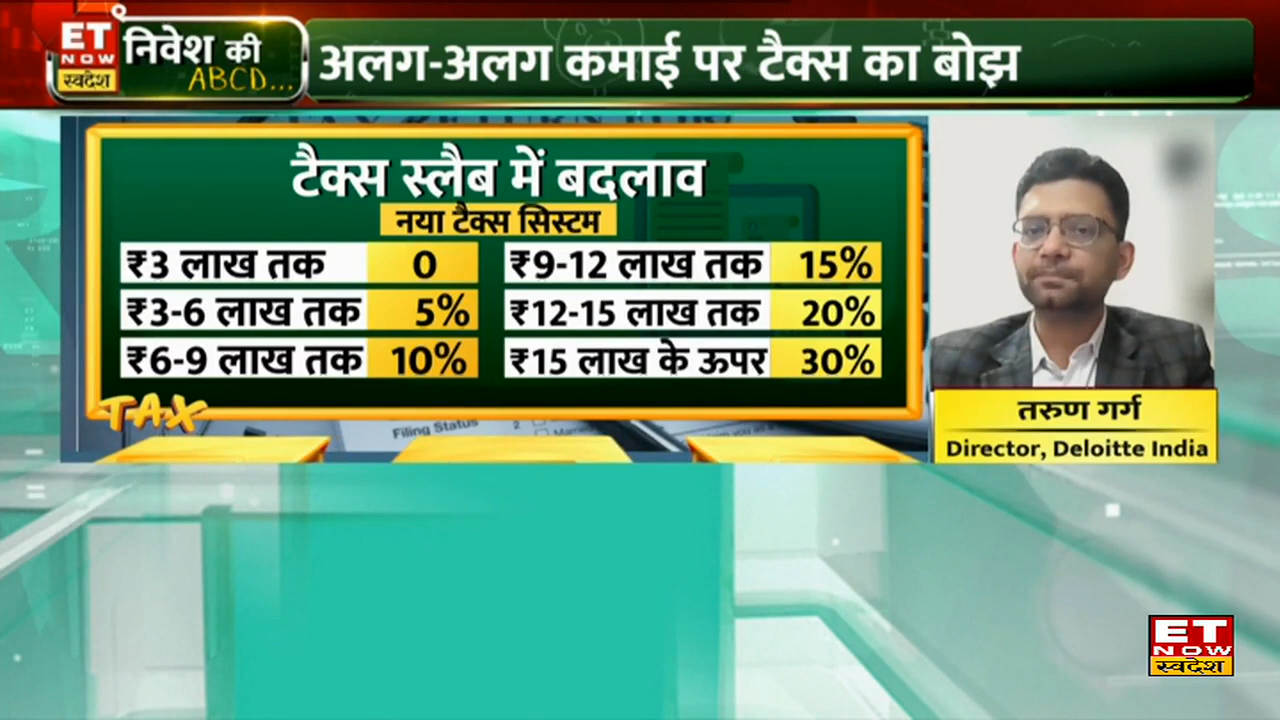 ET
NOW
स्वदेश
निवेश की
ABCD...
अलग-अलग कमाई पर टैक्स का बोझ
टैक्स स्लैब में बदलाव
नया टैक्स सिस्टम
₹3 लाख तक 0
₹3-6 लाख तक 5%
₹6-9 लाख तक 10%
₹9-12 लाख तक 15%
₹12-15 लाख तक 20%
₹15 लाख के ऊपर 30%
TAX
Filing Status 2
तरुण गर्ग
Director, Deloitte India
ET
NOW
स्वदेश